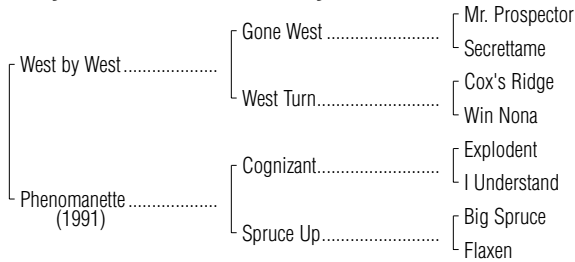 Mr. Prospector
Gone West ......................
Secrettame
West by West...................
Cox's Ridge
West Turn........................
Win Nona
Explodent
Cognizant........................
I Understand
Phenomanette ..................
(1991)
Big Spruce
Spruce Up.......................
Flaxen